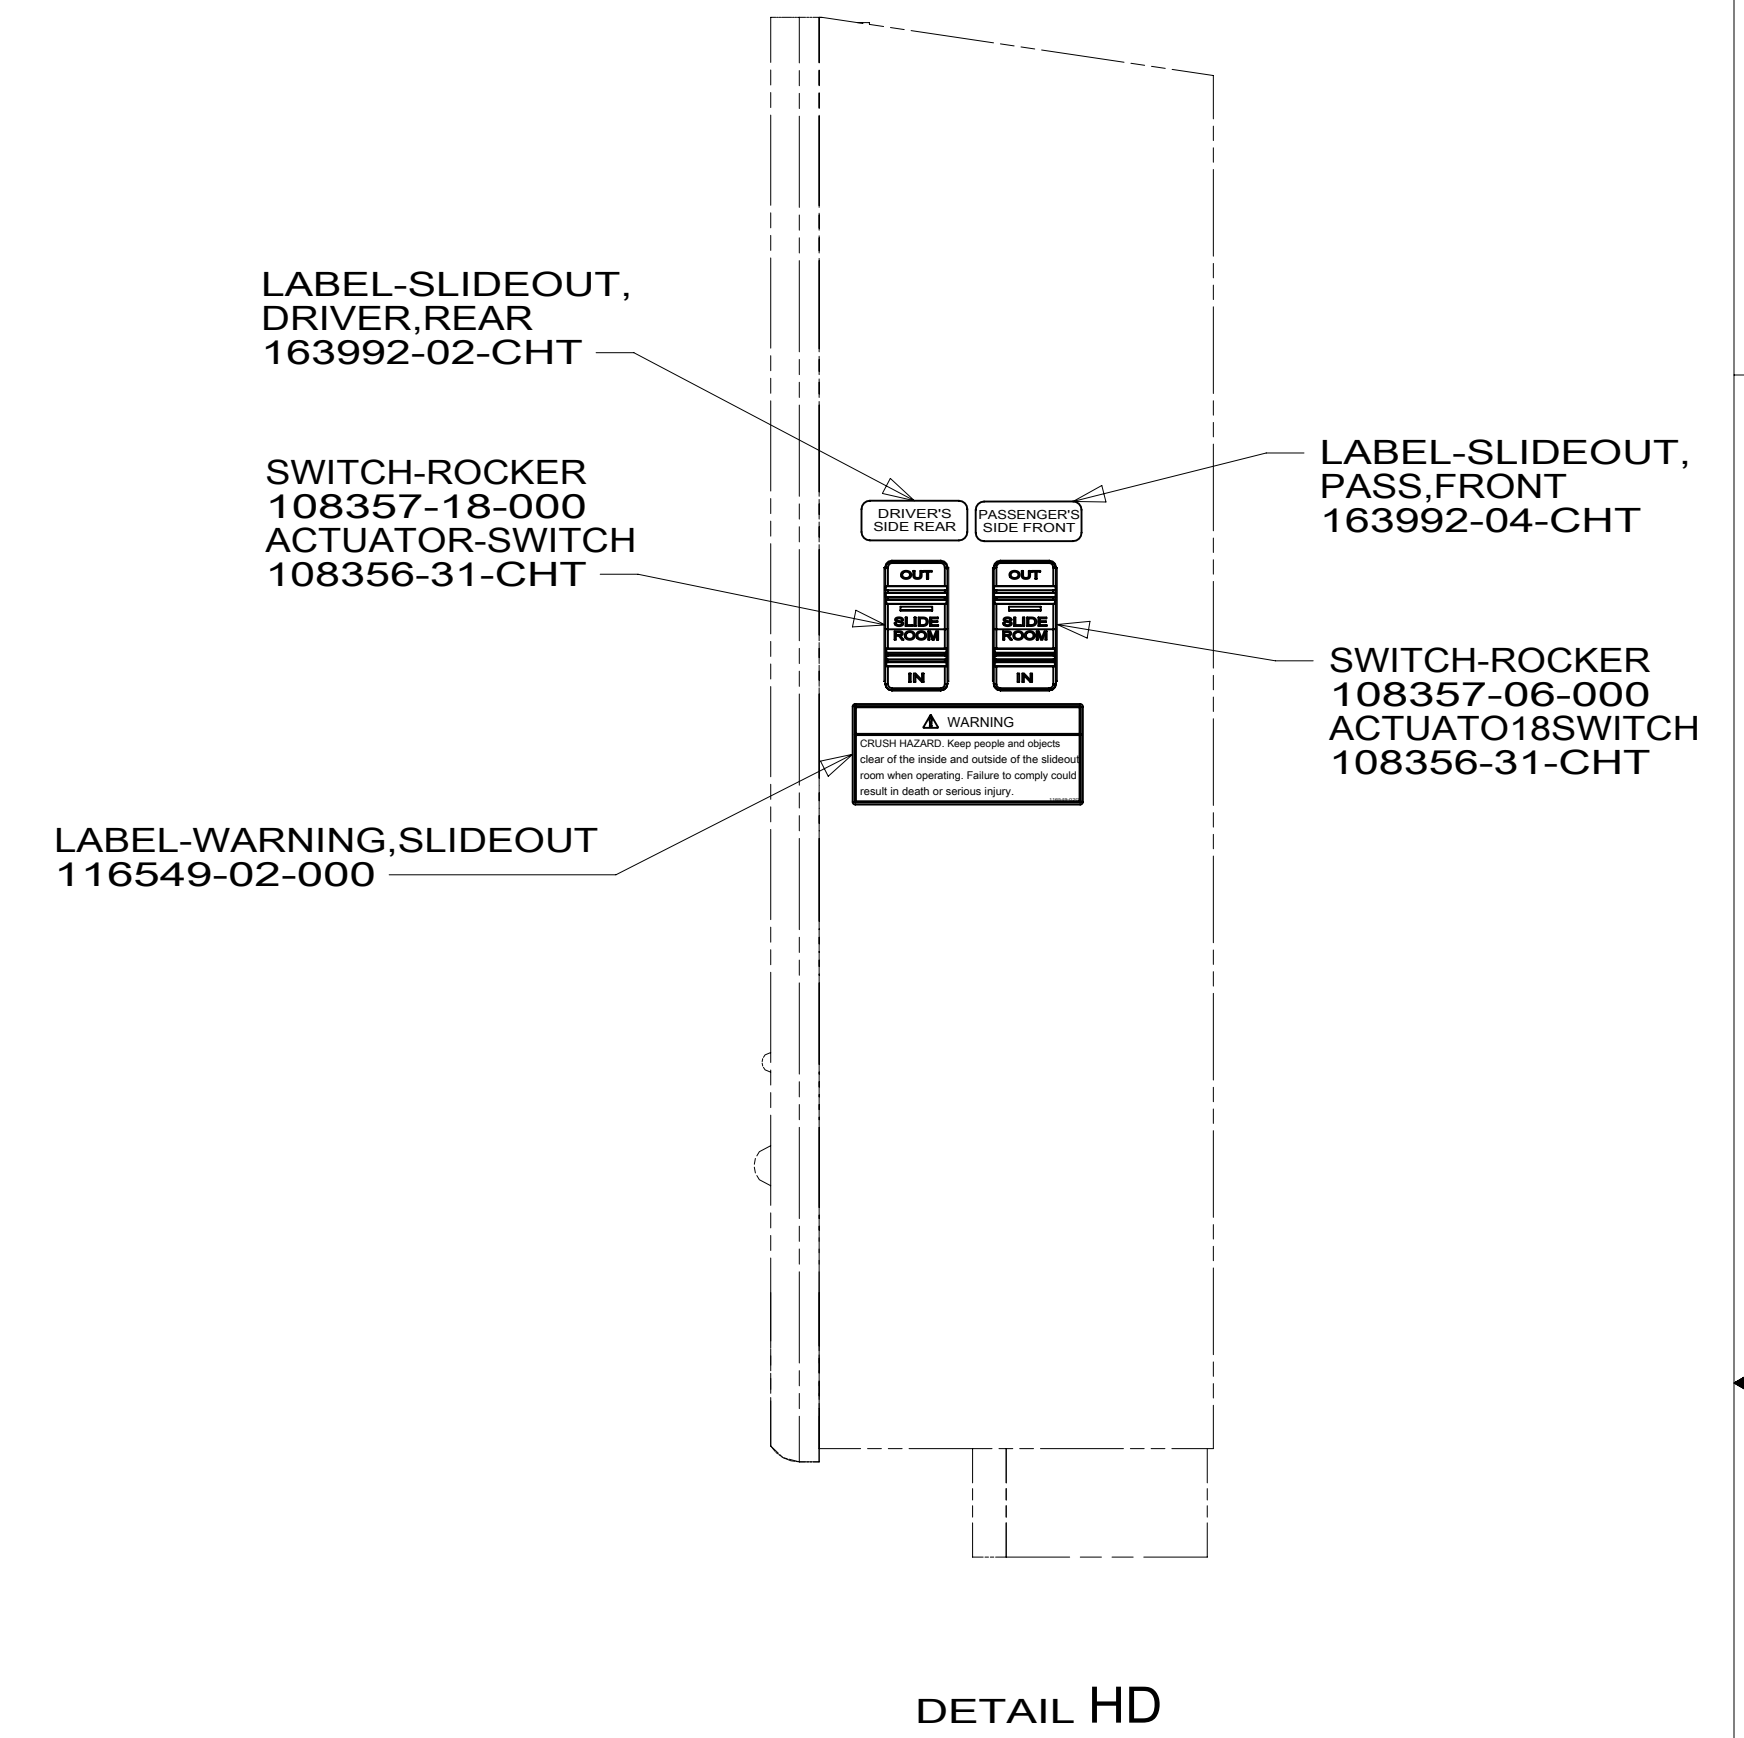 LABEL-SLIDEOUT,
DRIVER,REAR
163992-02-CHT
SWITCH-ROCKER
108357-18-000
ACTUATOR-SWITCH
108356-31-CHT
LABEL-WARNING,SLIDEOUT
116549-02-000
DRIVER'S
SIDE REAR
PASSENGER'S
SIDE FRONT
OUT
SLIDE
ROOM
IN
OUT
SLIDE
ROOM
IN
WARNING
CRUSH HAZARD. Keep people and objects
clear of the inside and outside of the slideout
room when operating. Failure to comply could
result in death or serious injury.
LABEL-SLIDEOUT,
PASS,FRONT
163992-04-CHT
SWITCH-ROCKER
108357-06-000
ACTUATO18SWITCH
108356-31-CHT
DETAIL HD